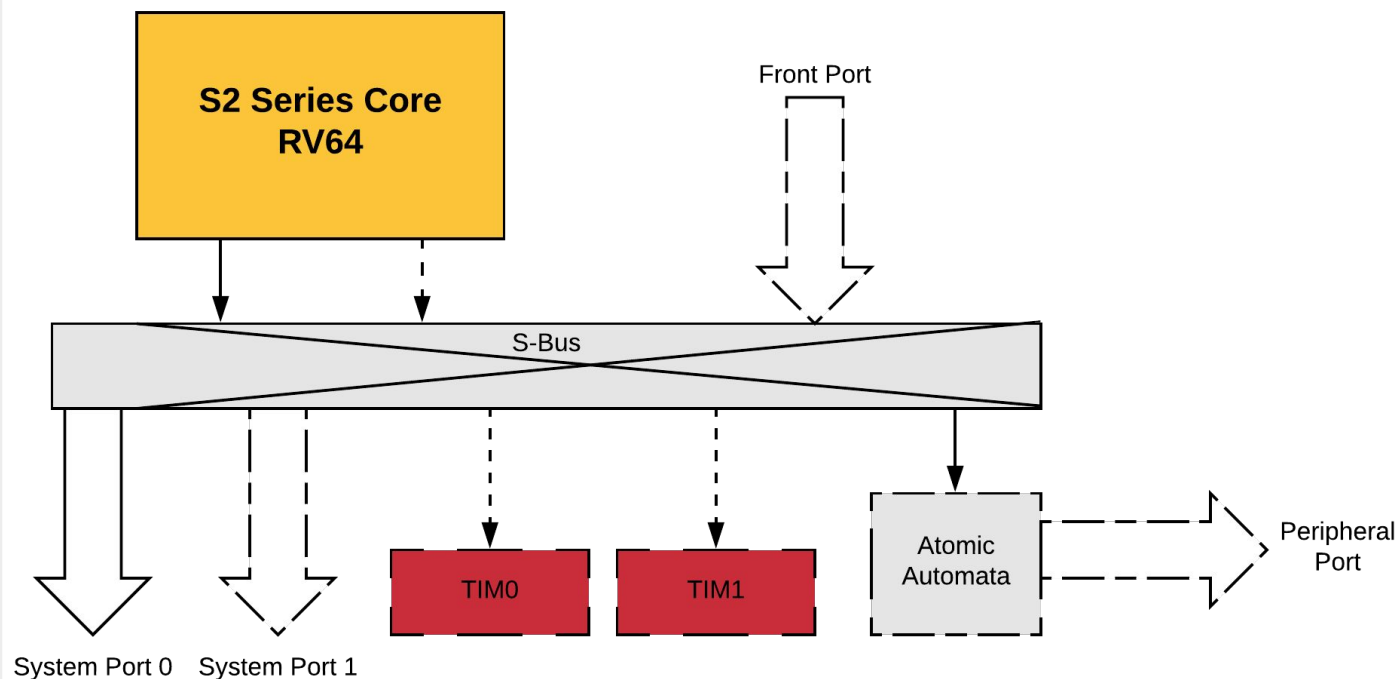 S2 Series Core
RV64
Front Port
S-Bus
TIM0
TIM1
Atomic
Automata
Peripheral
Port
System Port 0
System Port 1